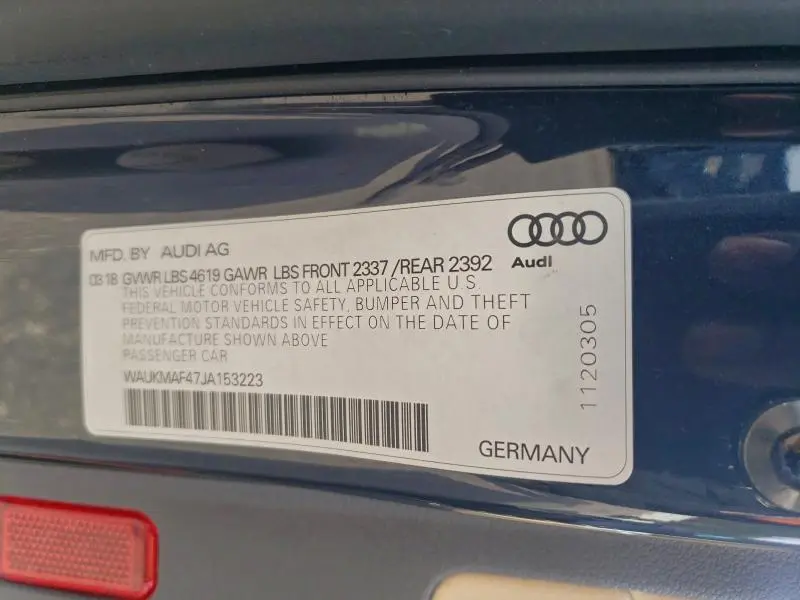 MFD. BY AUDI AG
Audi
03 18 GVWR LBS 4619 GAWR LBS FRONT 2337 /REAR 2392
THIS VEHICLE CONFORMS TO ALL APPLICABLE U.S.
FEDERAL MOTOR VEHICLE SAFETY, BUMPER AND THEFT
PREVENTION STANDARDS IN EFFECT ON THE DATE OF
MANUFACTURE SHOWN ABOVE
PASSENGER CAR
WAUKMAF47JA153223
GERMANY
1120305